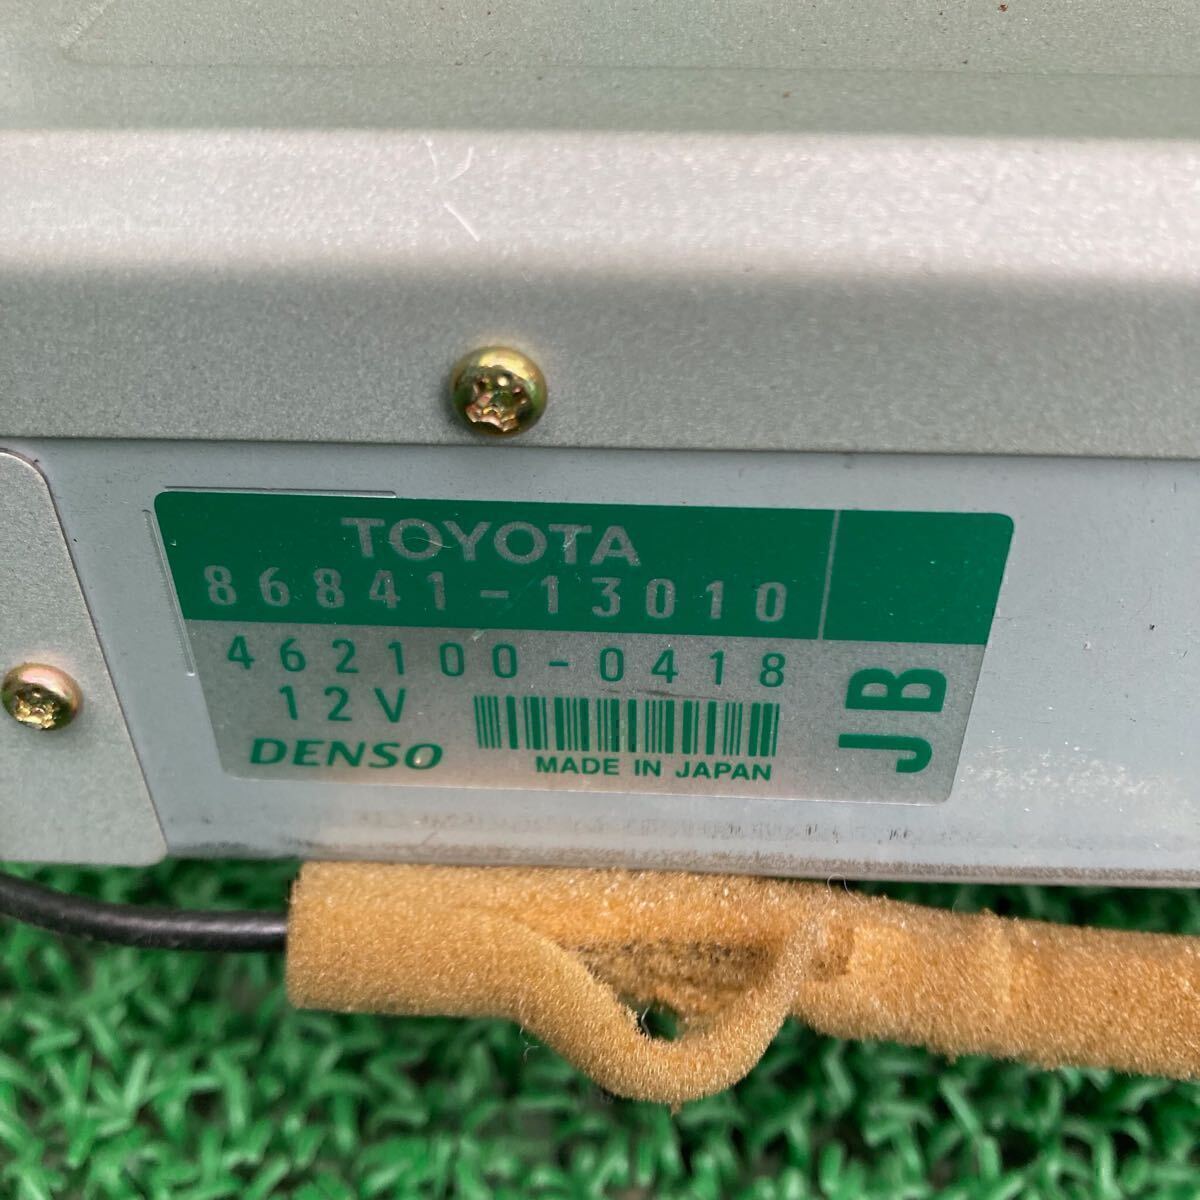 TOYOTA
86841-13010
462100-0418
12V
DENSO
MADE IN JAPAN
JB